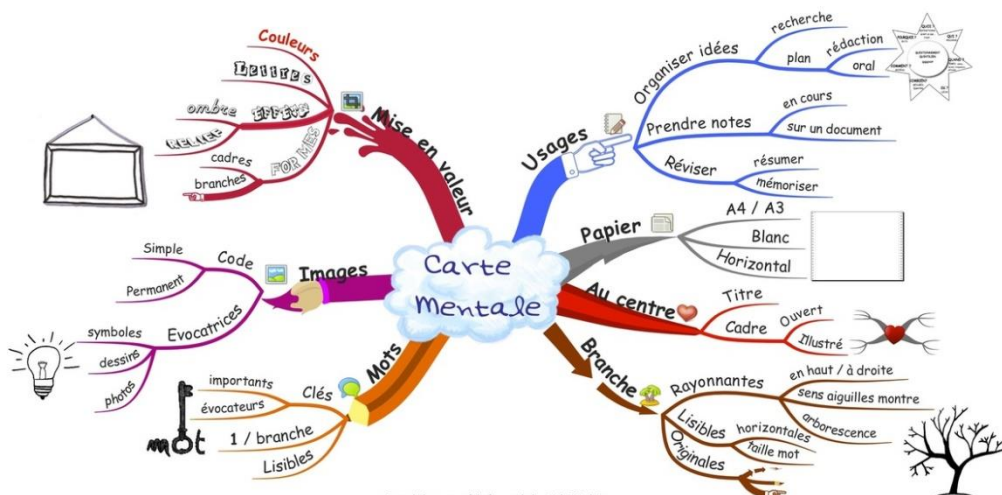 Carte
Mentale
Usages
Organiser idées
recherche
plan
rédaction
oral
Prendre notes
en cours
sur un document
Réviser
résumer
mémoriser
Papier
A4 / A3
Blanc
Horizontal
Au centre
Titre
Cadre
Ouvert
Illustré
Branche
Rayonnantes
en haut / à droite
sens aiguilles montre
arborescence
Lisibles
horizontales
taille mot
Originales
Mots
Clés
importants
évocateurs
1 / branche
Lisibles
mot
Images
Code
Simple
Permanent
Evocatrices
symboles
dessins
photos
Mise en valeur
Couleurs
LETTRES
EFFETS
ombre
RELIEF
FORMES
cadres
branches